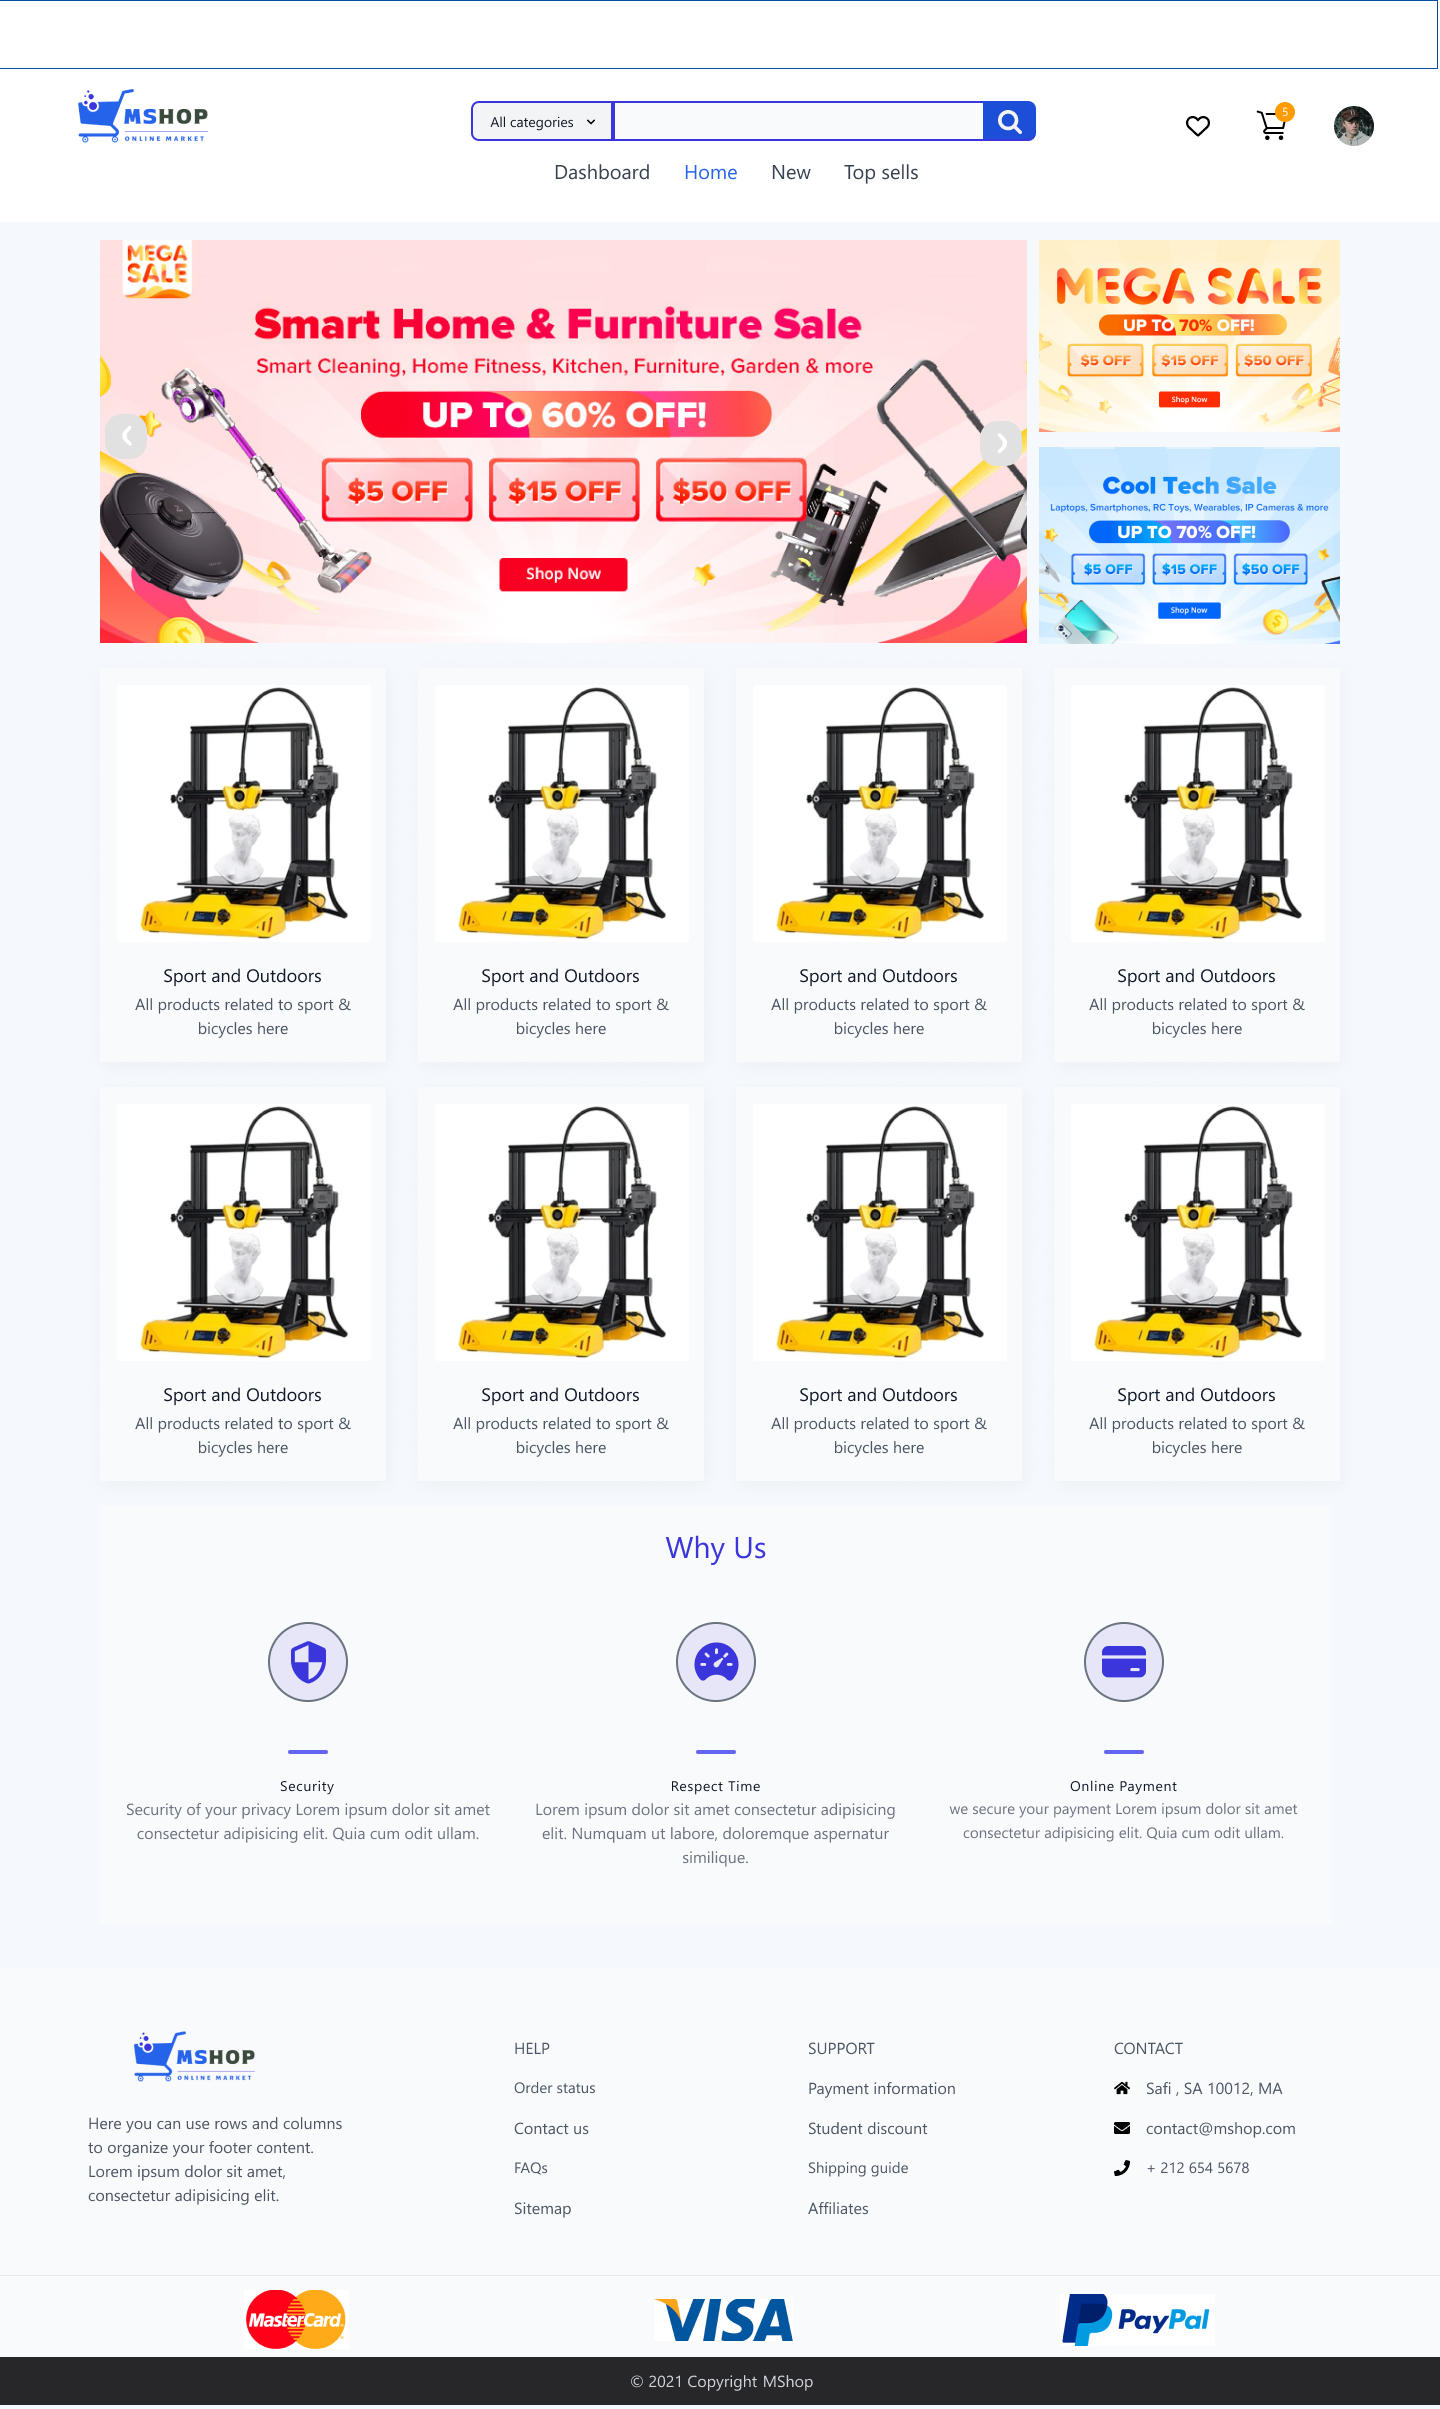 MSHOP
ONLINE MARKET
All categories
5
Dashboard Home New Top sells
MEGA SALE
Smart Home & Furniture Sale
Smart Cleaning, Home Fitness, Kitchen, Furniture, Garden & more
UP TO 60% OFF!
$5 OFF $15 OFF $50 OFF
Shop Now
MEGA SALE
UP TO 70% OFF!
$5 OFF $15 OFF $50 OFF
Shop Now
Cool Tech Sale
Laptops, Smartphones, RC Toys, Wearables, IP Cameras & more
UP TO 70% OFF!
$5 OFF $15 OFF $50 OFF
Shop Now
Sport and Outdoors
All products related to sport &
bicycles here
Sport and Outdoors
All products related to sport &
bicycles here
Sport and Outdoors
All products related to sport &
bicycles here
Sport and Outdoors
All products related to sport &
bicycles here
Sport and Outdoors
All products related to sport &
bicycles here
Sport and Outdoors
All products related to sport &
bicycles here
Sport and Outdoors
All products related to sport &
bicycles here
Sport and Outdoors
All products related to sport &
bicycles here
Why Us
Security
Security of your privacy Lorem ipsum dolor sit amet
consectetur adipisicing elit. Quia cum odit ullam.
Respect Time
Lorem ipsum dolor sit amet consectetur adipisicing
elit. Numquam ut labore, doloremque aspernatur
similique.
Online Payment
we secure your payment Lorem ipsum dolor sit amet
consectetur adipisicing elit. Quia cum odit ullam.
MSHOP
ONLINE MARKET
Here you can use rows and columns
to organize your footer content.
Lorem ipsum dolor sit amet,
consectetur adipisicing elit.
HELP
Order status
Contact us
FAQs
Sitemap
SUPPORT
Payment information
Student discount
Shipping guide
Affiliates
CONTACT
Safi , SA 10012, MA
contact@mshop.com
+ 212 654 5678
MasterCard
VISA
PayPal
© 2021 Copyright MShop